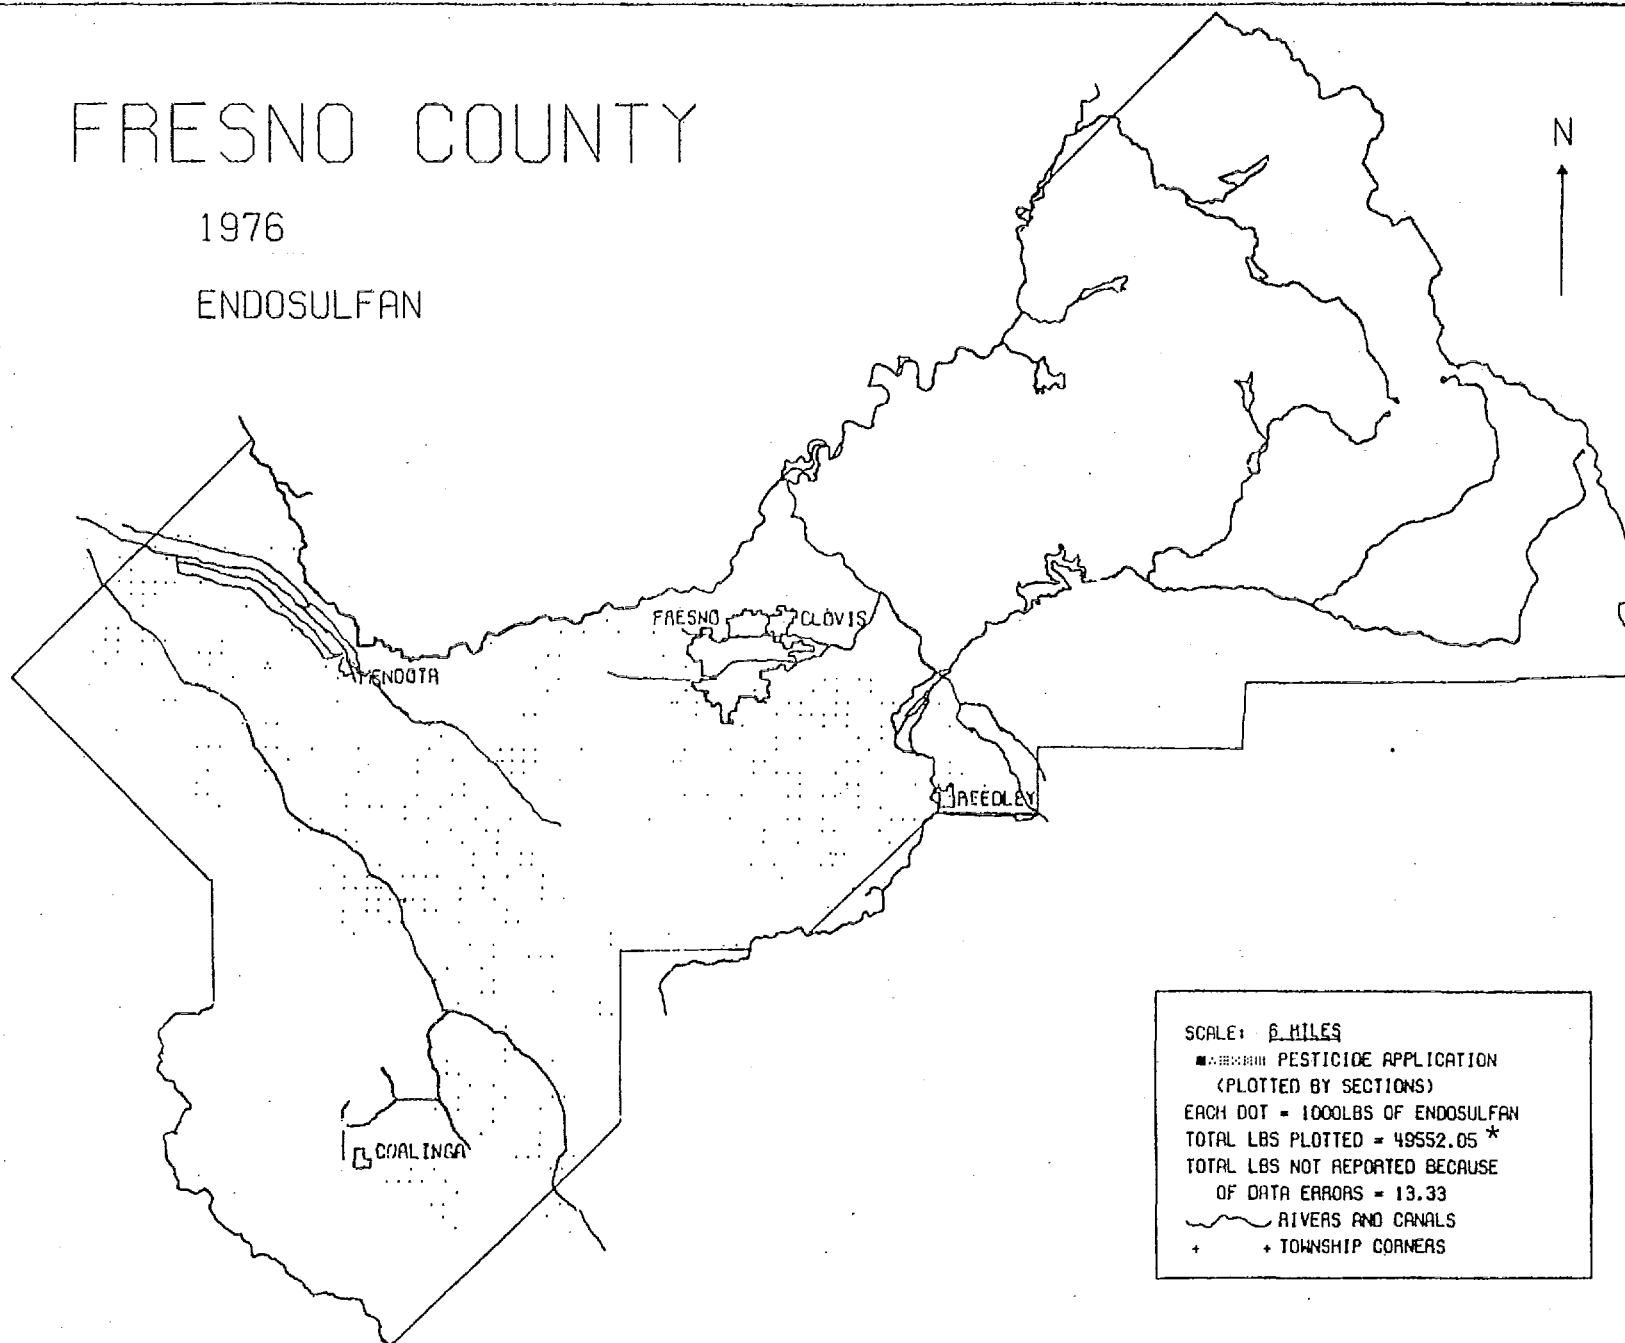 FRESNO COUNTY
1976
ENDOSULFAN
N
FRESNO
CLOVIS
MENDOTA
REEDLEY
COALINGA
SCALE: 6 MILES
PESTICIDE APPLICATION
(PLOTTED BY SECTIONS)
EACH DOT = 1000LBS OF ENDOSULFAN
TOTAL LBS PLOTTED = 49552.05 *
TOTAL LBS NOT REPORTED BECAUSE
OF DATA ERRORS = 13.33
RIVERS AND CANALS
+ + TOWNSHIP CORNERS